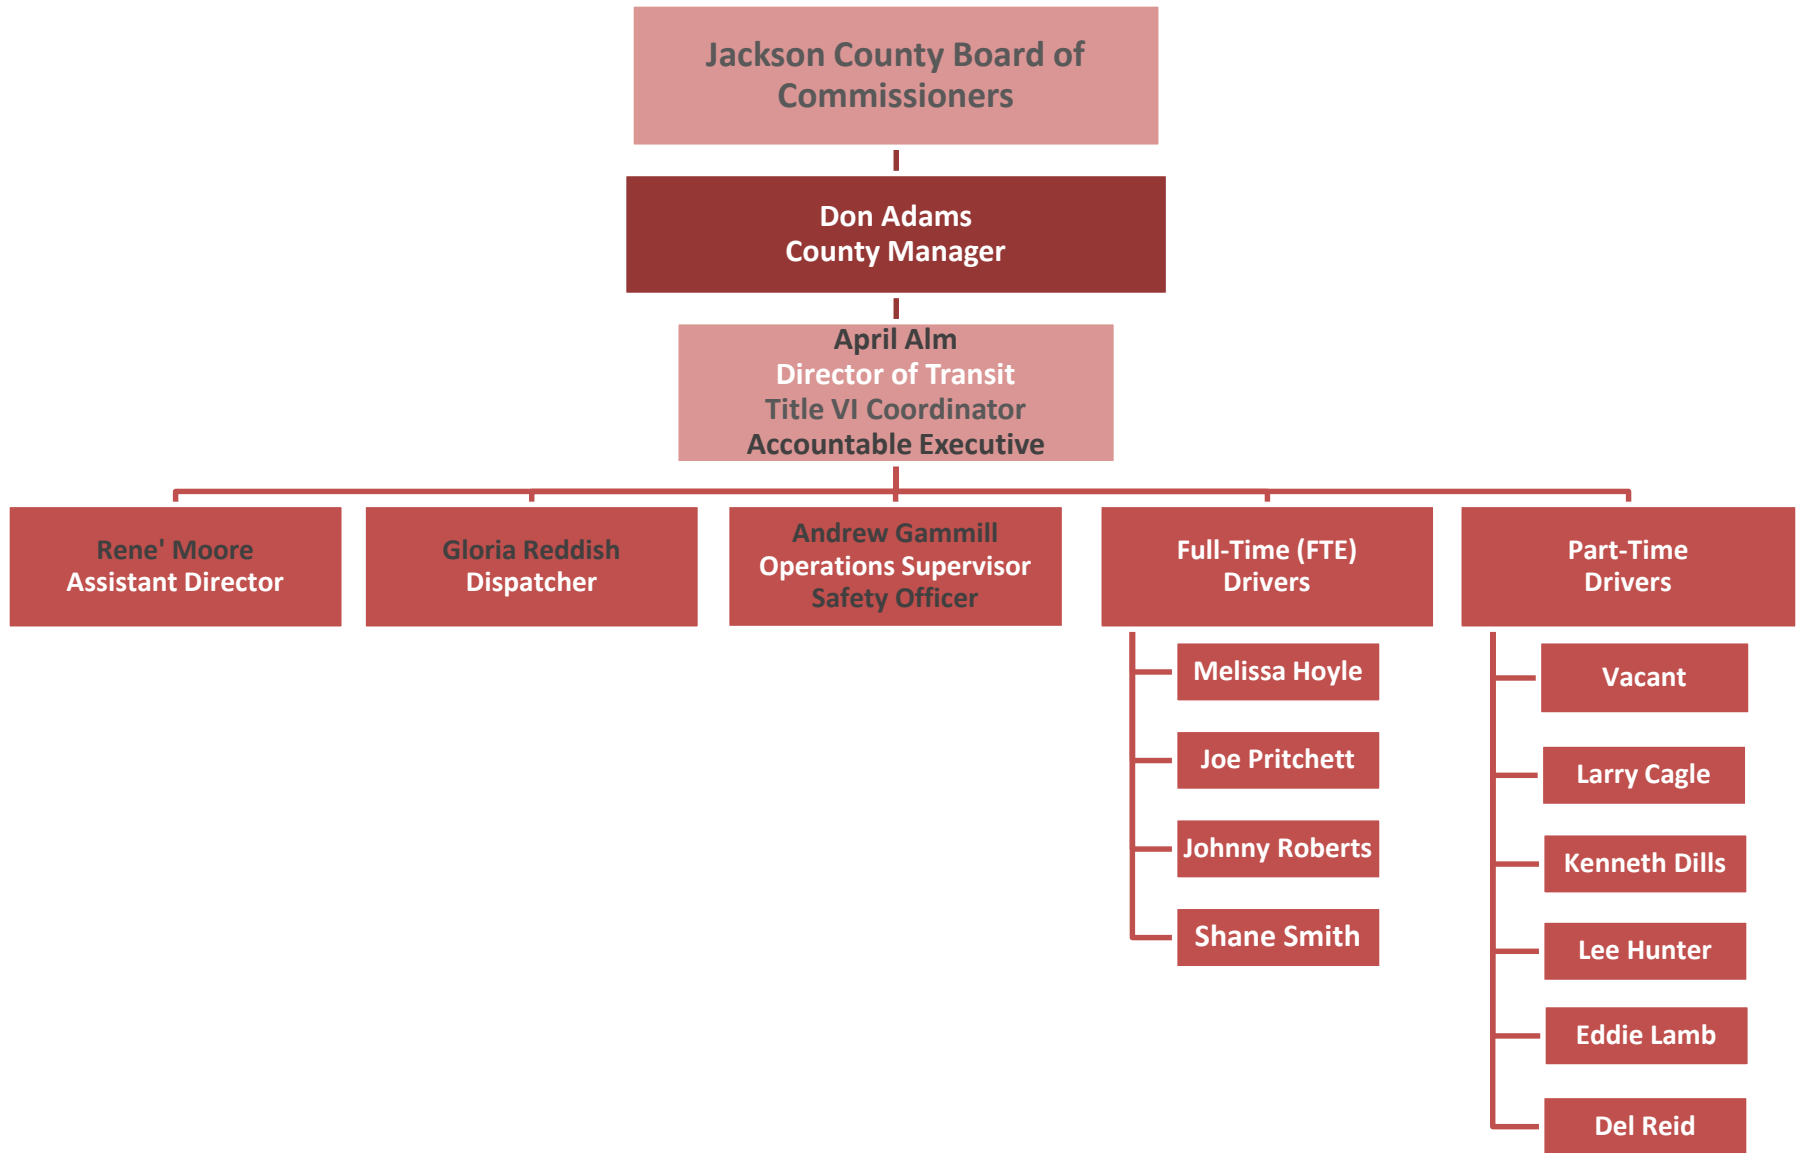 Jackson County Board of
Commissioners
Don Adams
County Manager
April Alm
Director of Transit
Title VI Coordinator
Accountable Executive
Rene' Moore
Assistant Director
Gloria Reddish
Dispatcher
Andrew Gammill
Operations Supervisor
Safety Officer
Full-Time (FTE)
Drivers
Part-Time
Drivers
Melissa Hoyle
Joe Pritchett
Johnny Roberts
Shane Smith
Vacant
Larry Cagle
Kenneth Dills
Lee Hunter
Eddie Lamb
Del Reid